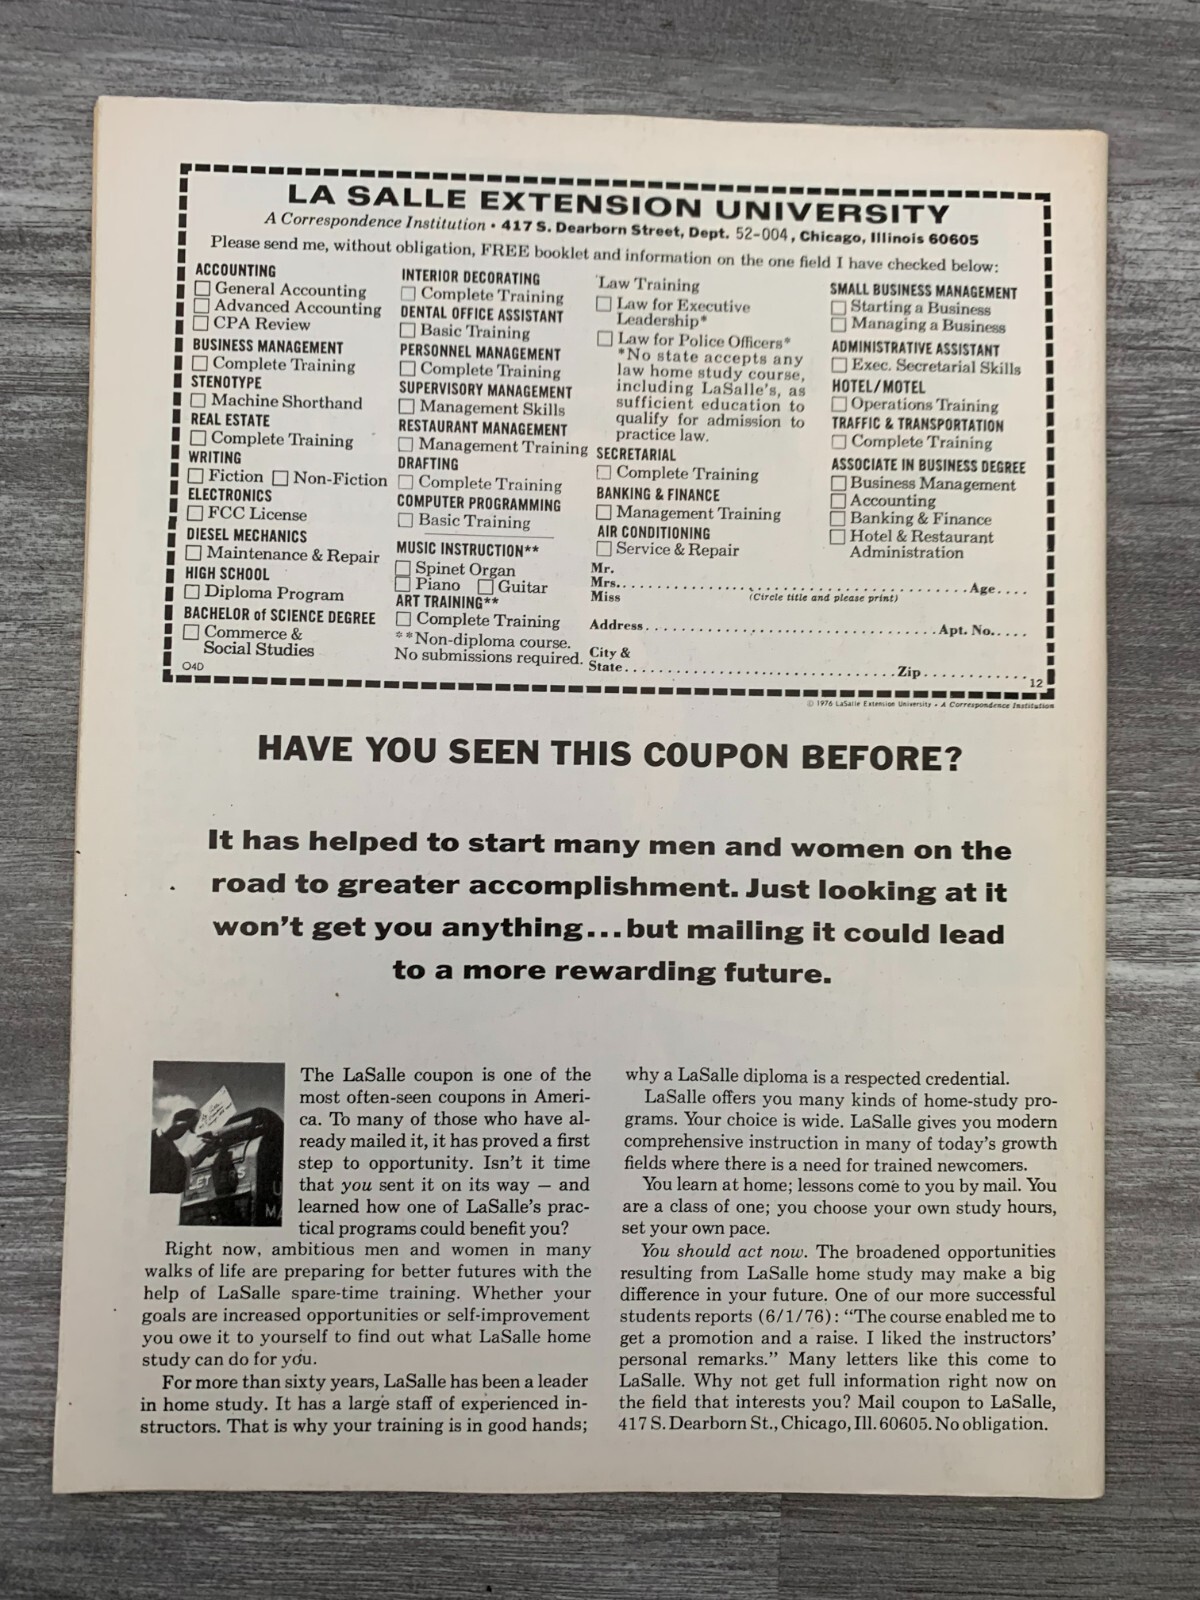 LA SALLE EXTENSION UNIVERSITY
A Correspondence Institution • 417 S. Dearborn Street, Dept. 52-004, Chicago, Illinois 60605
Please send me, without obligation, FREE booklet and information on the one field I have checked below:
ACCOUNTING
General Accounting
Advanced Accounting
CPA Review
BUSINESS MANAGEMENT
Complete Training
STENOTYPE
Machine Shorthand
REAL ESTATE
Complete Training
WRITING
Fiction Non-Fiction
ELECTRONICS
FCC License
DIESEL MECHANICS
Maintenance & Repair
HIGH SCHOOL
Diploma Program
BACHELOR of SCIENCE DEGREE
Commerce &
Social Studies
O4D
INTERIOR DECORATING
Complete Training
DENTAL OFFICE ASSISTANT
Basic Training
PERSONNEL MANAGEMENT
Complete Training
SUPERVISORY MANAGEMENT
Management Skills
RESTAURANT MANAGEMENT
Management Training
DRAFTING
Complete Training
COMPUTER PROGRAMMING
Basic Training
MUSIC INSTRUCTION**
Spinet Organ
Piano Guitar
ART TRAINING**
Complete Training
**Non-diploma course.
No submissions required.
Law Training
Law for Executive
Leadership*
Law for Police Officers*
*No state accepts any
law home study course,
including LaSalle's, as
sufficient education to
qualify for admission to
practice law.
SECRETARIAL
Complete Training
BANKING & FINANCE
Management Training
AIR CONDITIONING
Service & Repair
SMALL BUSINESS MANAGEMENT
Starting a Business
Managing a Business
ADMINISTRATIVE ASSISTANT
Exec. Secretarial Skills
HOTEL/MOTEL
Operations Training
TRAFFIC & TRANSPORTATION
Complete Training
ASSOCIATE IN BUSINESS DEGREE
Business Management
Accounting
Banking & Finance
Hotel & Restaurant
Administration
Mr.
Mrs. Age
Miss (Circle title and please print)
Address Apt. No.
City &
State Zip
12
© 1976 LaSalle Extension University • A Correspondence Institution
HAVE YOU SEEN THIS COUPON BEFORE?
It has helped to start many men and women on the
road to greater accomplishment. Just looking at it
won't get you anything...but mailing it could lead
to a more rewarding future.
The LaSalle coupon is one of the
most often-seen coupons in Ameri-
ca. To many of those who have al-
ready mailed it, it has proved a first
step to opportunity. Isn't it time
that you sent it on its way — and
learned how one of LaSalle's prac-
tical programs could benefit you?
Right now, ambitious men and women in many
walks of life are preparing for better futures with the
help of LaSalle spare-time training. Whether your
goals are increased opportunities or self-improvement
you owe it to yourself to find out what LaSalle home
study can do for you.
For more than sixty years, LaSalle has been a leader
in home study. It has a large staff of experienced in-
structors. That is why your training is in good hands;
why a LaSalle diploma is a respected credential.
LaSalle offers you many kinds of home-study pro-
grams. Your choice is wide. LaSalle gives you modern
comprehensive instruction in many of today's growth
fields where there is a need for trained newcomers.
You learn at home; lessons come to you by mail. You
are a class of one; you choose your own study hours,
set your own pace.
You should act now. The broadened opportunities
resulting from LaSalle home study may make a big
difference in your future. One of our more successful
students reports (6/1/76): "The course enabled me to
get a promotion and a raise. I liked the instructors'
personal remarks." Many letters like this come to
LaSalle. Why not get full information right now on
the field that interests you? Mail coupon to LaSalle,
417 S. Dearborn St., Chicago, Ill. 60605. No obligation.